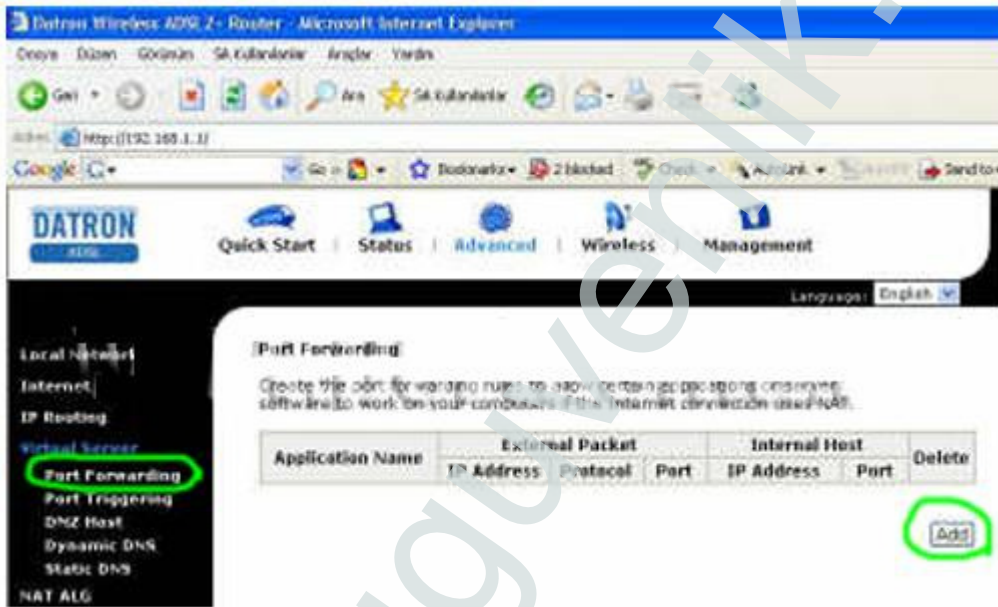 Datron Wireless ADSL 2+ Router - Microsoft Internet Explorer
Dosya Düzen Görünüm Sık Kullanılanlar Araçlar Yardım
Geri Ara Sık Kullanılanlar
http://192.168.1.1/
Google G Go Bookmarks 2 blocked Check AutoLink Send to
DATRON
ADSL
Quick Start Status Advanced Wireless Management
Language: English
Local Network
Internet
IP Routing
Virtual Server
Port Forwarding
Port Triggering
DMZ Host
Dynamic DNS
Static DNS
NAT ALG
Port Forwarding
Create the port forwarding rules to allow certain applications or server
software to work on your computers if the Internet connection uses NAT.
Application Name External Packet Internal Host Delete
IP Address Protocol Port IP Address Port
Add
guvenlik.